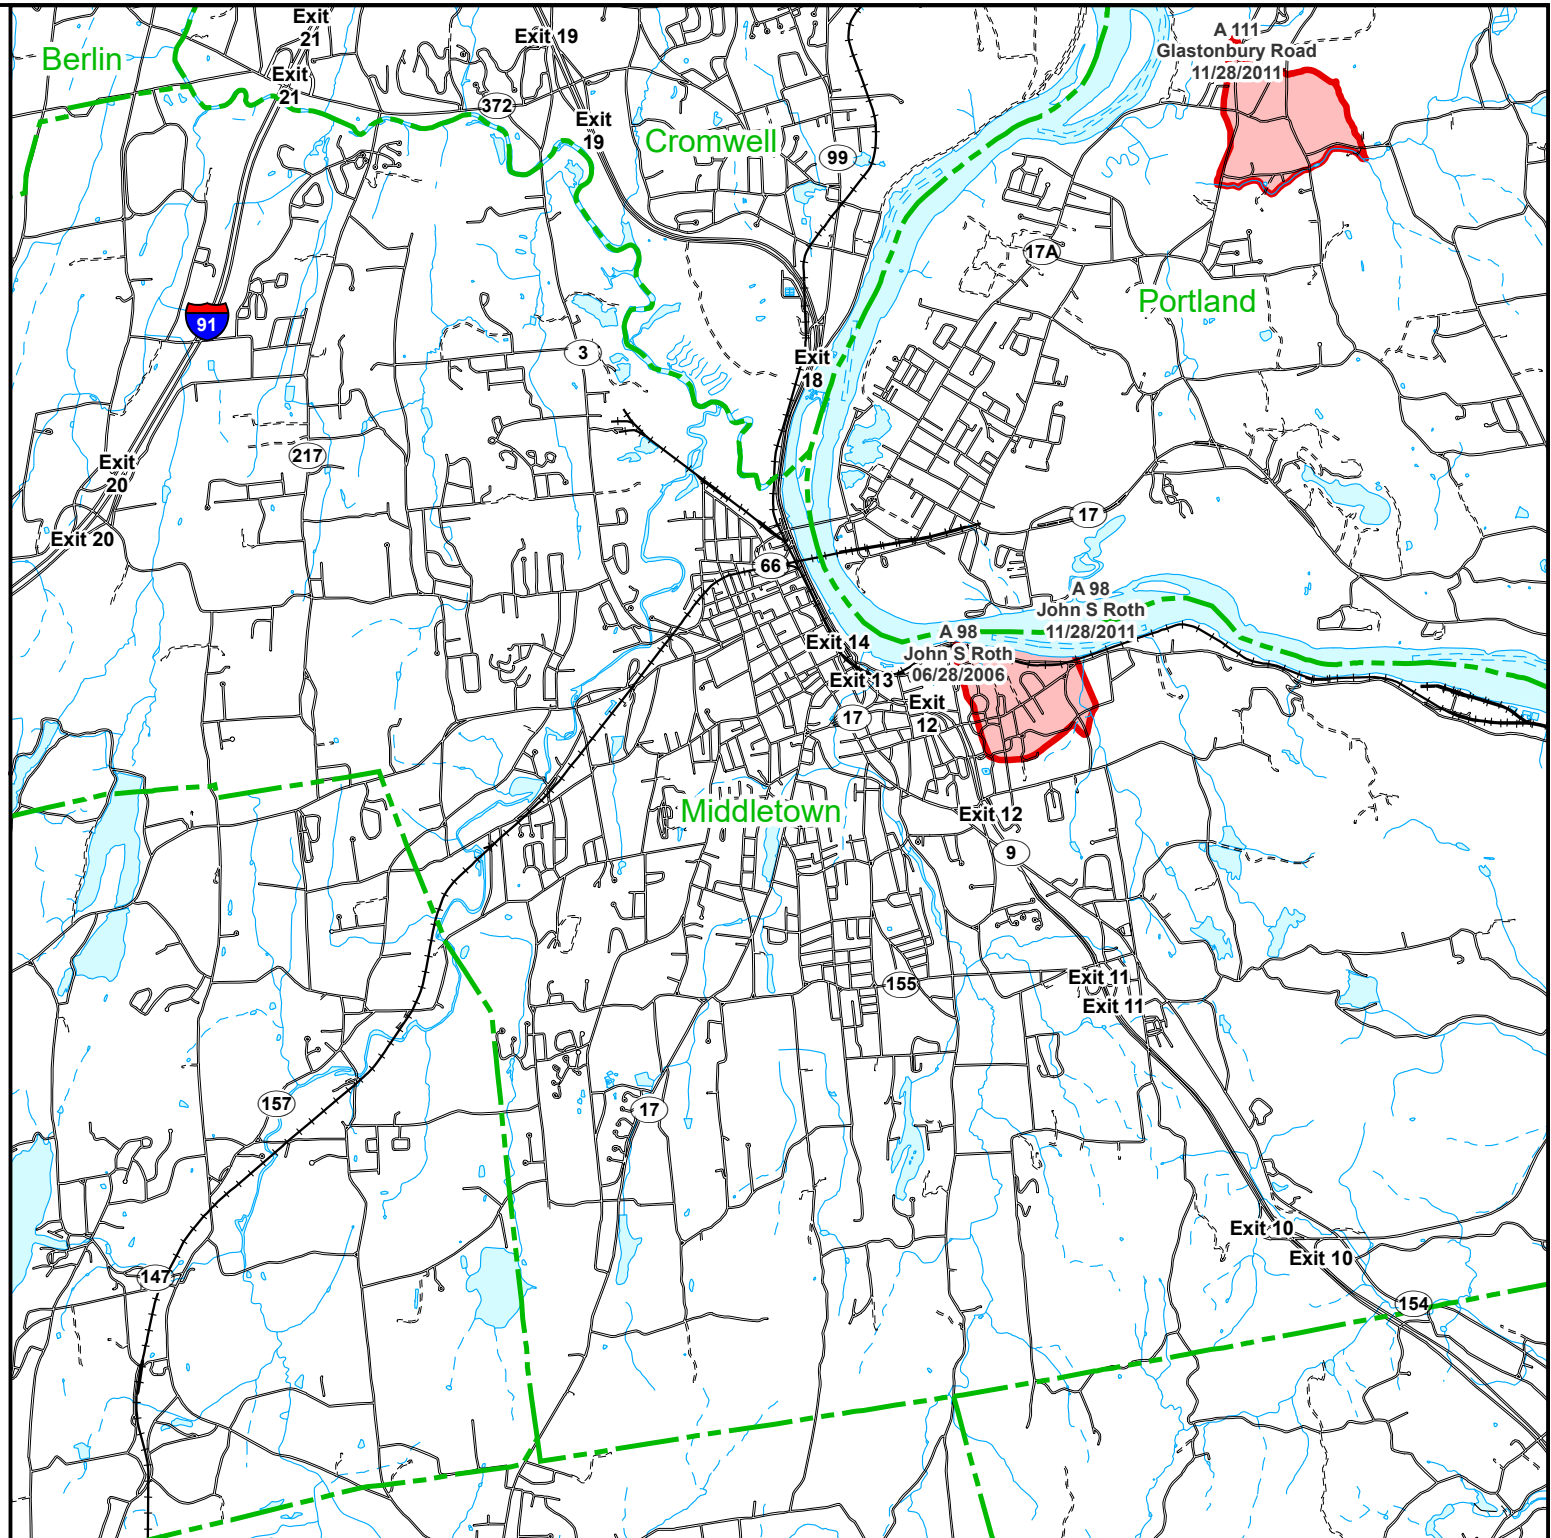 Exit
21
Exit 19
A 111
Glastonbury Road
11/28/2011
Berlin
Exit
21
372
Exit
19
Cromwell
99
17A
Portland
91
3
Exit
18
217
Exit
20
17
Exit 20
66
A 98
John S Roth
11/28/2011
A 98
John S Roth
06/28/2006
Exit 14
Exit 13
Exit
12
17
Middletown
Exit 12
9
155
Exit 11
Exit 11
157
17
Exit 10
Exit 10
147
154